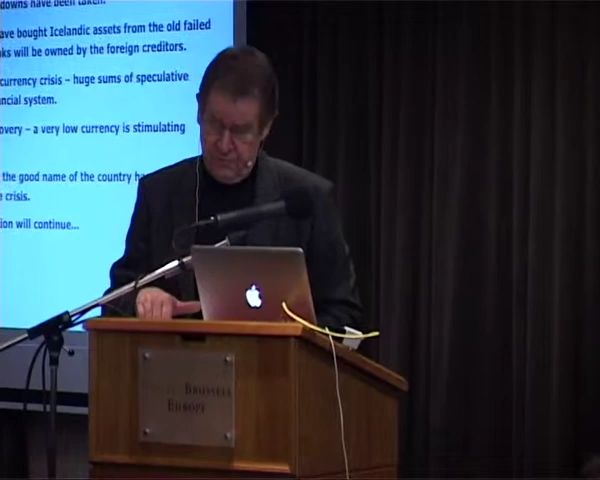 downs have been taken.
ave bought Icelandic assets from the old failed
ks will be owned by the foreign creditors.
currency crisis – huge sums of speculative
ncial system.
overy – a very low currency is stimulating
the good name of the country ha
crisis.
ion will continue...
BRUSSELS
EUROPE